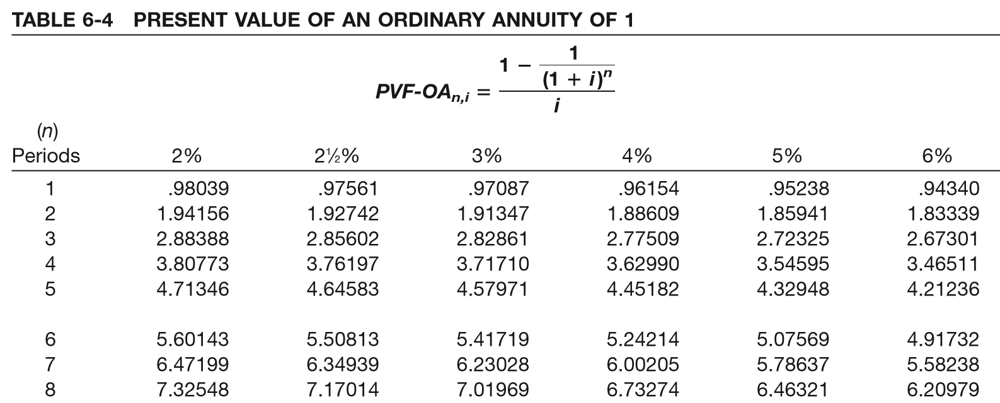 TABLE 6-4 PRESENT VALUE OF AN ORDINARY ANNUITY OF 1
PVF-OAn,i = 1 − 1 / (1 + i)^n / i
(n)
Periods 2% 2½% 3% 4% 5% 6%
1 .98039 .97561 .97087 .96154 .95238 .94340
2 1.94156 1.92742 1.91347 1.88609 1.85941 1.83339
3 2.88388 2.85602 2.82861 2.77509 2.72325 2.67301
4 3.80773 3.76197 3.71710 3.62990 3.54595 3.46511
5 4.71346 4.64583 4.57971 4.45182 4.32948 4.21236
6 5.60143 5.50813 5.41719 5.24214 5.07569 4.91732
7 6.47199 6.34939 6.23028 6.00205 5.78637 5.58238
8 7.32548 7.17014 7.01969 6.73274 6.46321 6.20979